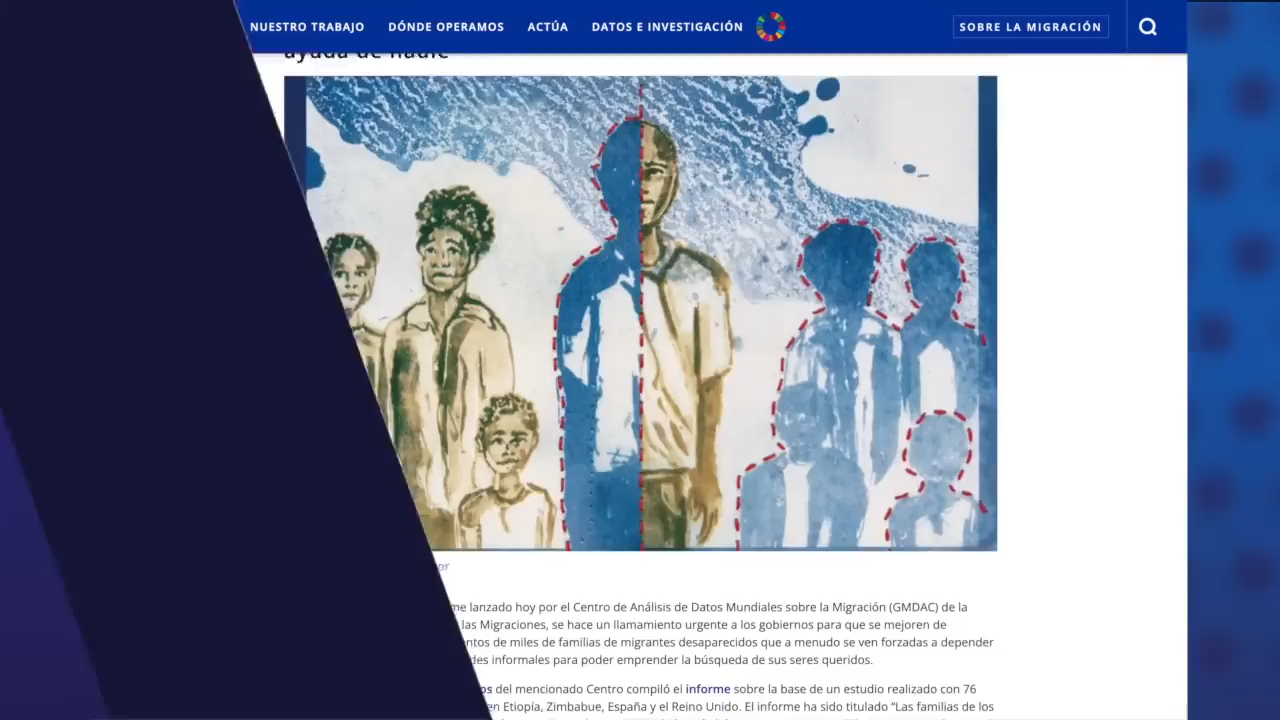 NUESTRO TRABAJO DÓNDE OPERAMOS ACTÚA DATOS E INVESTIGACIÓN SOBRE LA MIGRACIÓN
ayuda de nadie
lanzado hoy por el Centro de Análisis de Datos Mundiales sobre la Migración (GMDAC) de la
las Migraciones, se hace un llamamiento urgente a los gobiernos para que se mejoren de
de miles de familias de migrantes desaparecidos que a menudo se ven forzadas a depender
informales para poder emprender la búsqueda de sus seres queridos.
del mencionado Centro compiló el informe sobre la base de un estudio realizado con 76
en Etiopía, Zimbabue, España y el Reino Unido. El informe ha sido titulado "Las familias de los